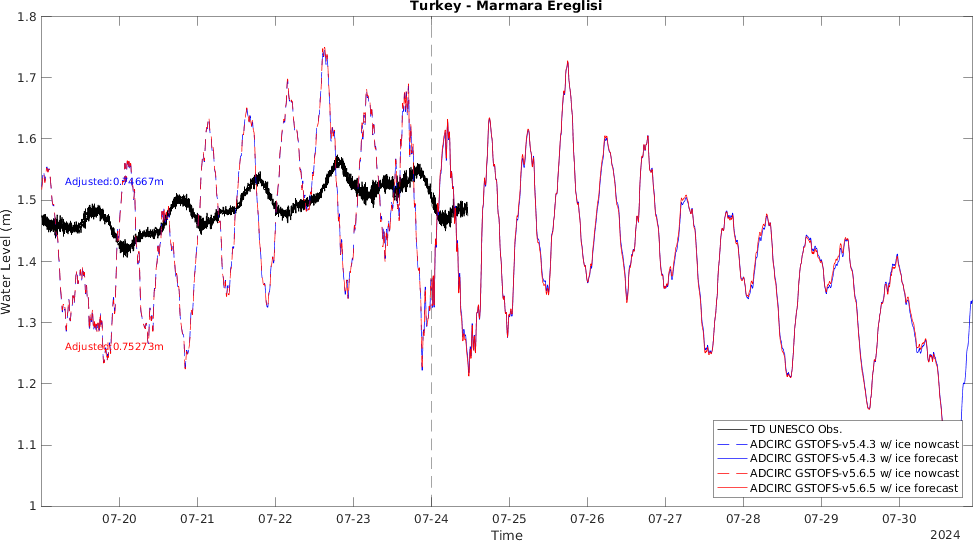 Turkey - Marmara Ereglisi
Water Level (m)
1.8
1.7
1.6
1.5
1.4
1.3
1.2
1.1
1
Adjusted:0.74667m
Adjusted:0.75273m
TD UNESCO Obs.
ADCIRC GSTOFS-v5.4.3 w/ ice nowcast
ADCIRC GSTOFS-v5.4.3 w/ ice forecast
ADCIRC GSTOFS-v5.6.5 w/ ice nowcast
ADCIRC GSTOFS-v5.6.5 w/ ice forecast
07-20 07-21 07-22 07-23 07-24 07-25 07-26 07-27 07-28 07-29 07-30
Time
2024